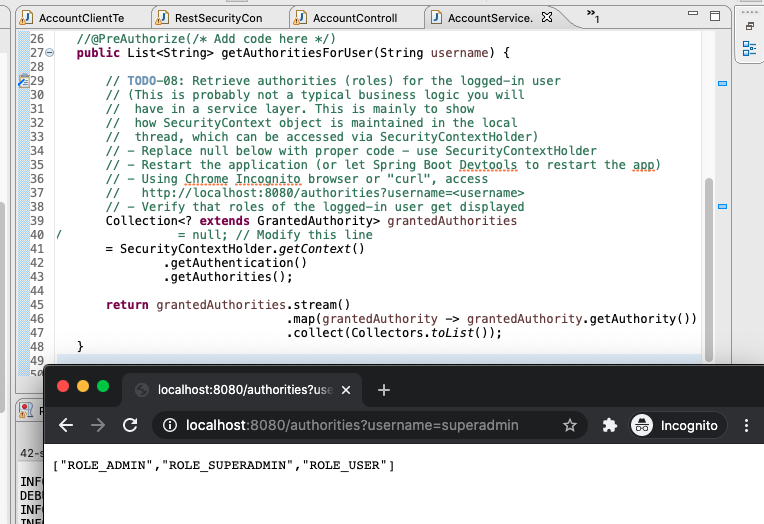 AccountClientTe
RestSecurityCon
AccountControll
AccountService.
»1
26 //@PreAuthorize(/* Add code here */)
27 public List<String> getAuthoritiesForUser(String username) {
28
29 // TODO-08: Retrieve authorities (roles) for the logged-in user
30 // (This is probably not a typical business logic you will
31 // have in a service layer. This is mainly to show
32 // how SecurityContext object is maintained in the local
33 // thread, which can be accessed via SecurityContextHolder)
34 // - Replace null below with proper code - use SecurityContextHolder
35 // - Restart the application (or let Spring Boot Devtools to restart the app)
36 // - Using Chrome Incognito browser or "curl", access
37 // http://localhost:8080/authorities?username=<username>
38 // - Verify that roles of the logged-in user get displayed
39 Collection<? extends GrantedAuthority> grantedAuthorities
40 / = null; // Modify this line
41 = SecurityContextHolder.getContext()
42 .getAuthentication()
43 .getAuthorities();
44
45 return grantedAuthorities.stream()
46 .map(grantedAuthority -> grantedAuthority.getAuthority())
47 .collect(Collectors.toList());
48 }
49
localhost:8080/authorities?use
localhost:8080/authorities?username=superadmin
Incognito
["ROLE_ADMIN","ROLE_SUPERADMIN","ROLE_USER"]
42-s
INFO
DEBU
INFO